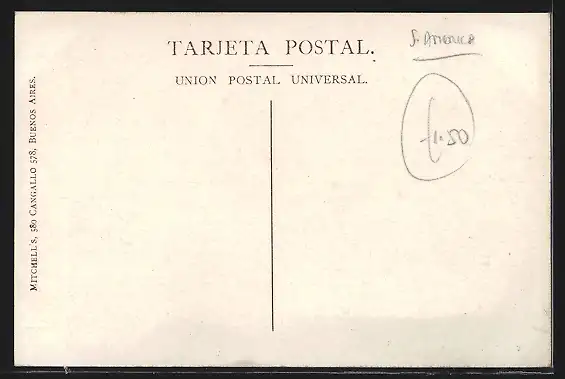 TARJETA POSTAL.
UNION POSTAL UNIVERSAL.
S. AMERICA
£1.50
MITCHELL'S, 580 CANGALLO 578, BUENOS AIRES.